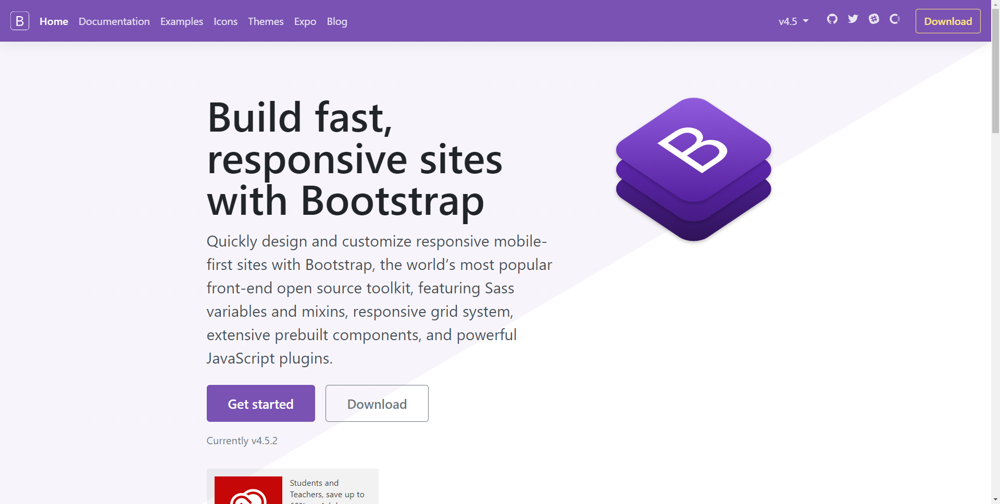 B Home Documentation Examples Icons Themes Expo Blog v4.5 Download
Build fast,
responsive sites
with Bootstrap
B
Quickly design and customize responsive mobile-
first sites with Bootstrap, the world’s most popular
front-end open source toolkit, featuring Sass
variables and mixins, responsive grid system,
extensive prebuilt components, and powerful
JavaScript plugins.
Get started Download
Currently v4.5.2
Students and
Teachers, save up to